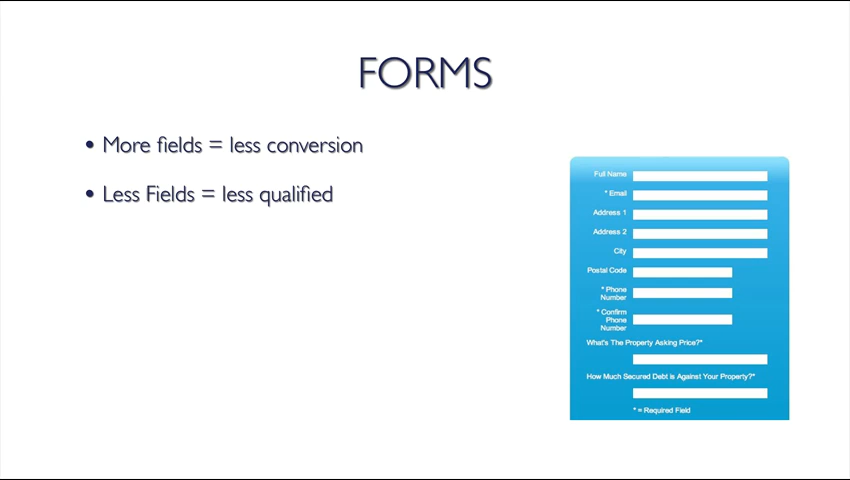 FORMS
• More fields = less conversion
• Less Fields = less qualified
Full Name
* Email
Address 1
Address 2
City
Postal Code
* Phone
Number
* Confirm
Phone
Number
What's The Property Asking Price?*
How Much Secured Debt is Against Your Property?*
* = Required Field